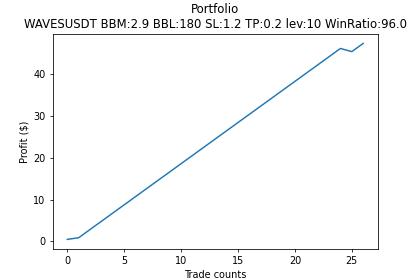 Portfolio
WAVESUSDT BBM:2.9 BBL:180 SL:1.2 TP:0.2 lev:10 WinRatio:96.0
40
30
20
10
0
Profit ($)
0 5 10 15 20 25
Trade counts